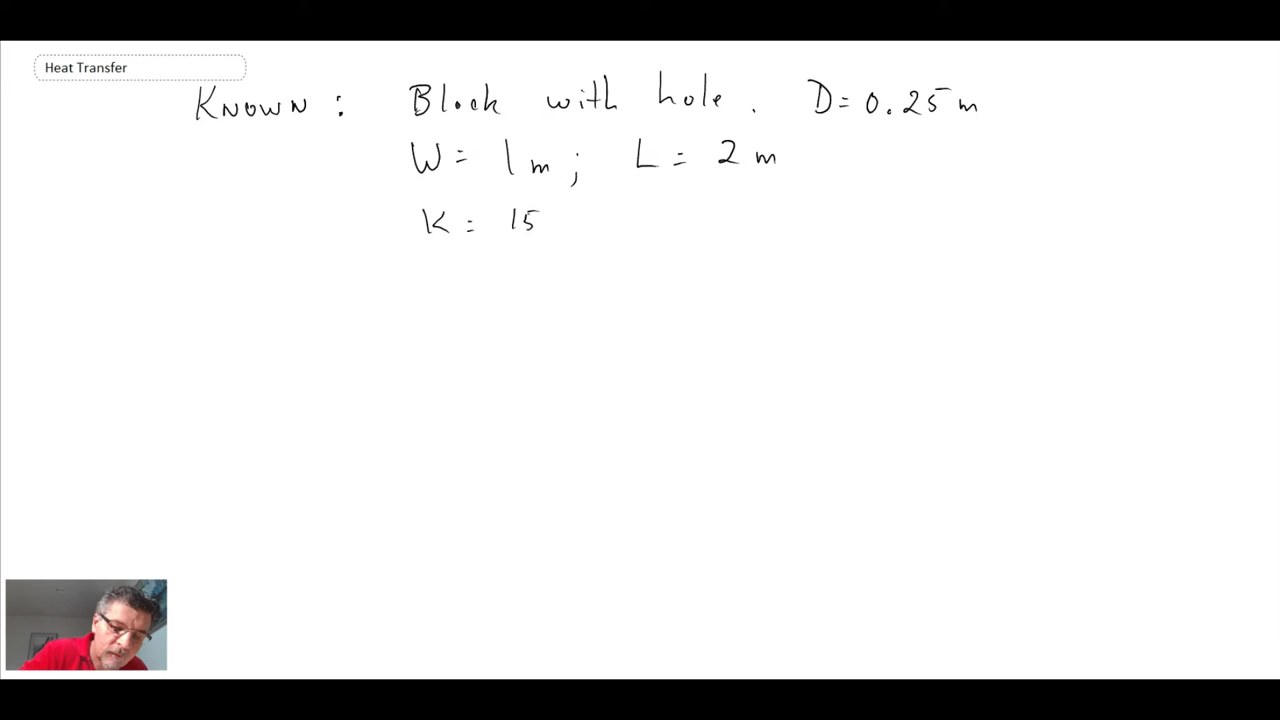 Heat Transfer
Known: Block with hole. D= 0.25 m
W = 1 m; L = 2 m
K = 15